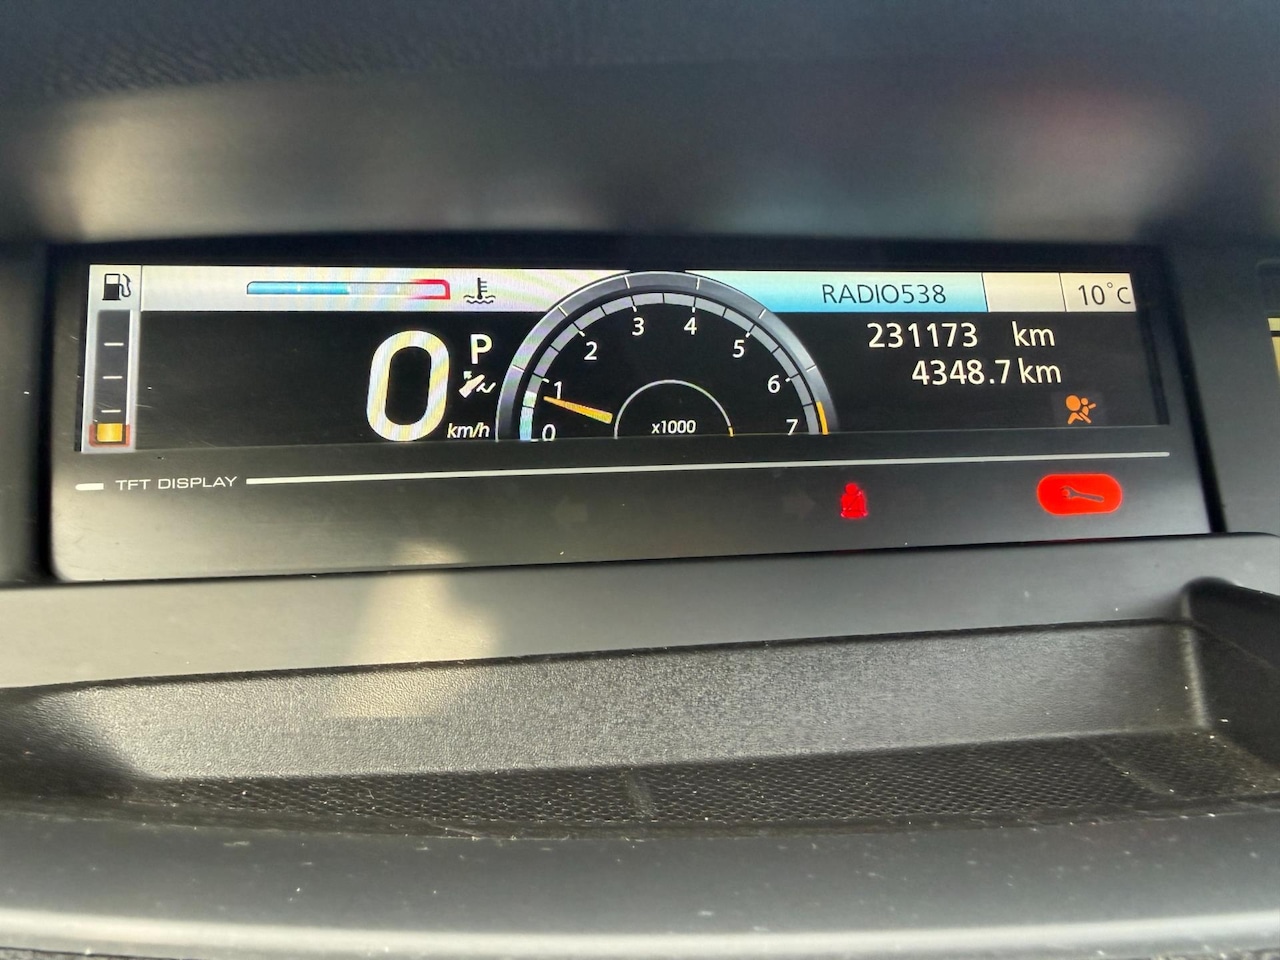 RADIO538
10°C
231173 km
4348.7 km
0 km/h
P
0 1 2 3 4 5 6 7
x1000
TFT DISPLAY